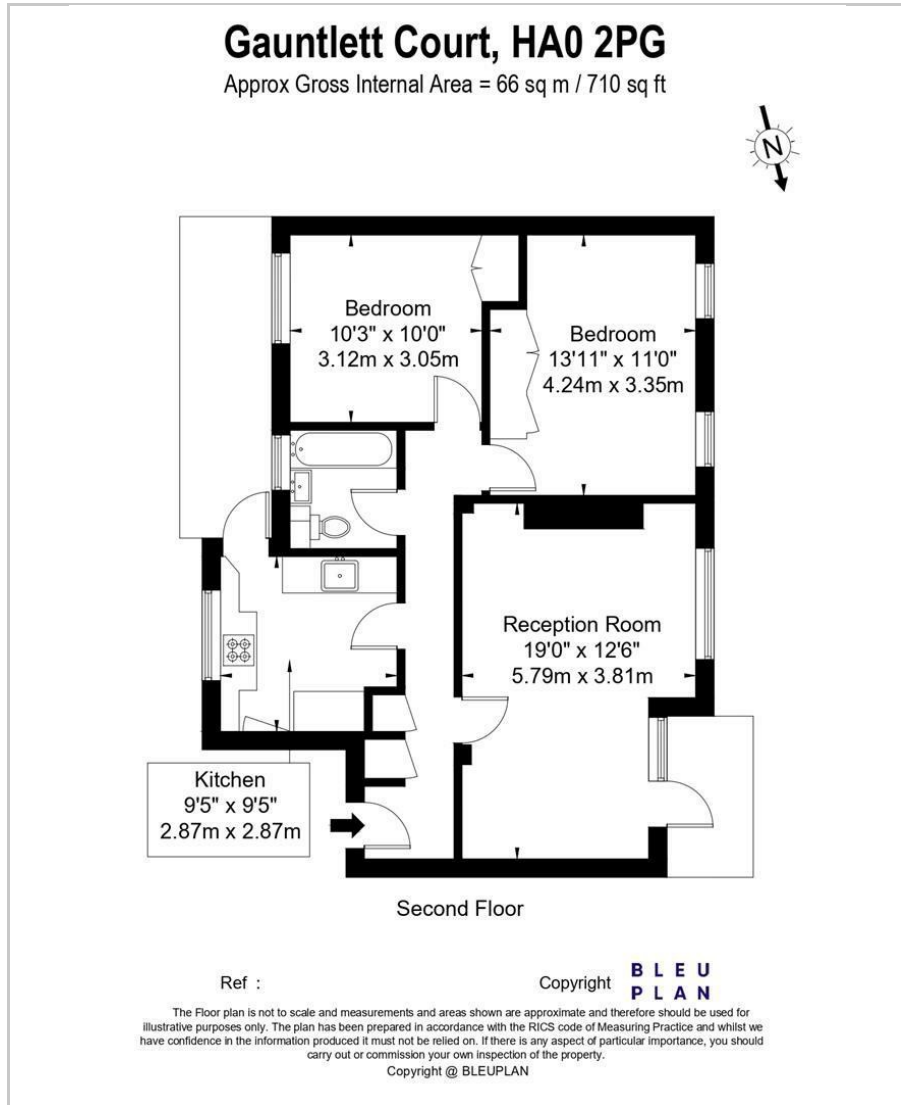 Gauntlett Court, HA0 2PG
Approx Gross Internal Area = 66 sq m / 710 sq ft
N
Bedroom
10'3" x 10'0"
3.12m x 3.05m
Bedroom
13'11" x 11'0"
4.24m x 3.35m
Reception Room
19'0" x 12'6"
5.79m x 3.81m
Kitchen
9'5" x 9'5"
2.87m x 2.87m
Second Floor
Ref :
Copyright
BLEU
PLAN
The Floor plan is not to scale and measurements and areas shown are approximate and therefore should be used for
illustrative purposes only. The plan has been prepared in accordance with the RICS code of Measuring Practice and whilst we
have confidence in the information produced it must not be relied on. If there is any aspect of particular importance, you should
carry out or commission your own inspection of the property.
Copyright @ BLEUPLAN